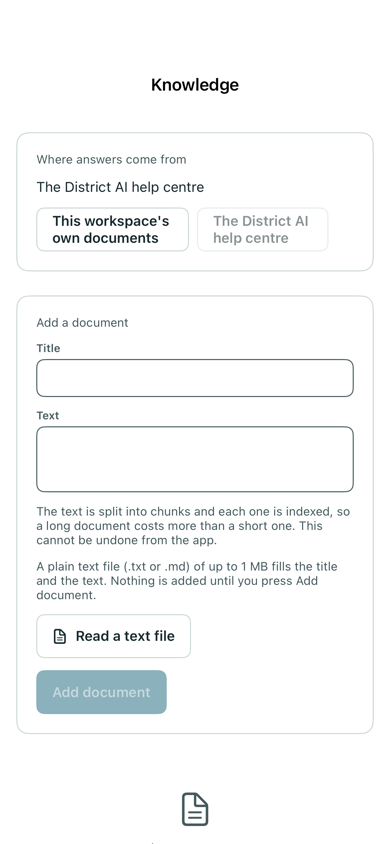 Knowledge
Where answers come from
The District AI help centre
This workspace's
own documents
The District AI
help centre
Add a document
Title
Text
The text is split into chunks and each one is indexed, so
a long document costs more than a short one. This
cannot be undone from the app.
A plain text file (.txt or .md) of up to 1 MB fills the title
and the text. Nothing is added until you press Add
document.
Read a text file
Add document